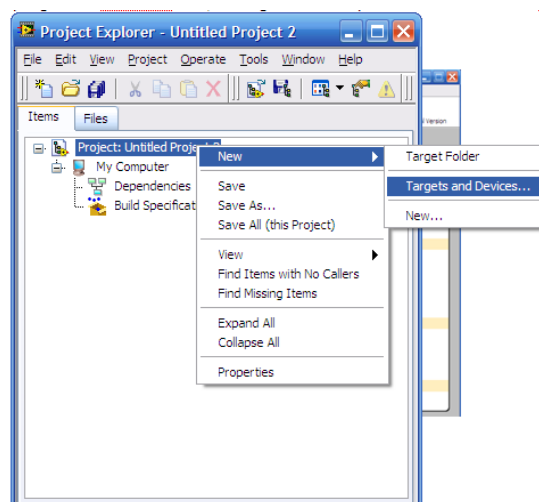 Project Explorer - Untitled Project 2
File Edit View Project Operate Tools Window Help
Items Files
Project: Untitled Project 2
My Computer
Dependencies
Build Specificat
New
Save
Save As...
Save All (this Project)
View
Find Items with No Callers
Find Missing Items
Expand All
Collapse All
Properties
Target Folder
Targets and Devices...
New...
Version